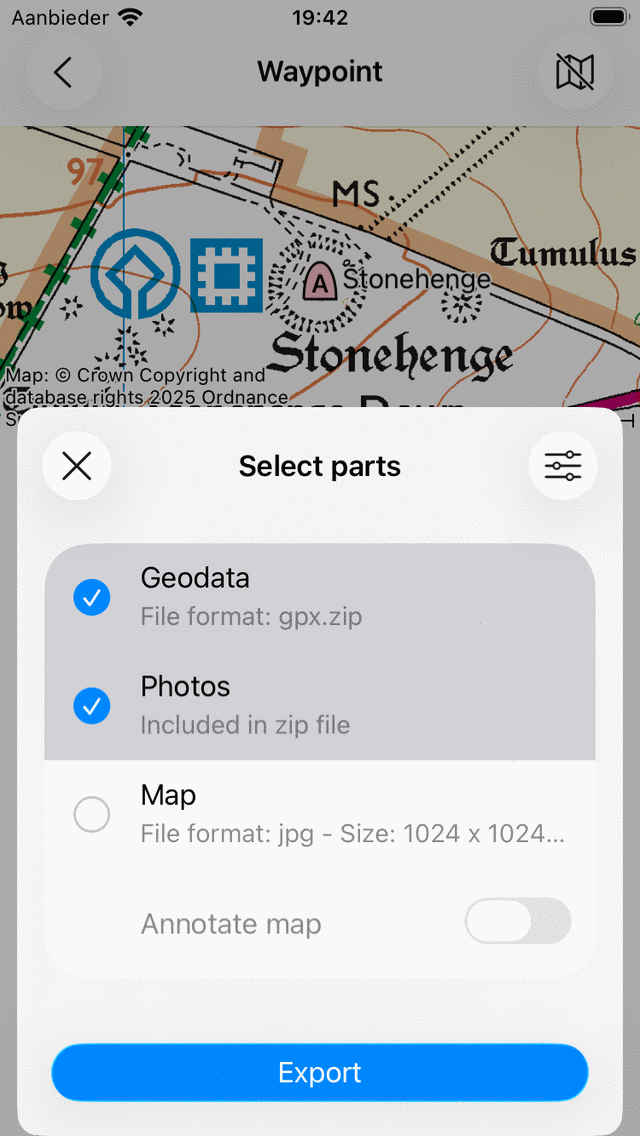 Aanbieder
19:42
Waypoint
97
MS
Tumulus
Stonehenge
Stonehenge
Map: © Crown Copyright and
database rights 2025 Ordnance
Select parts
Geodata
File format: gpx.zip
Photos
Included in zip file
Map
File format: jpg - Size: 1024 x 1024...
Annotate map
Export